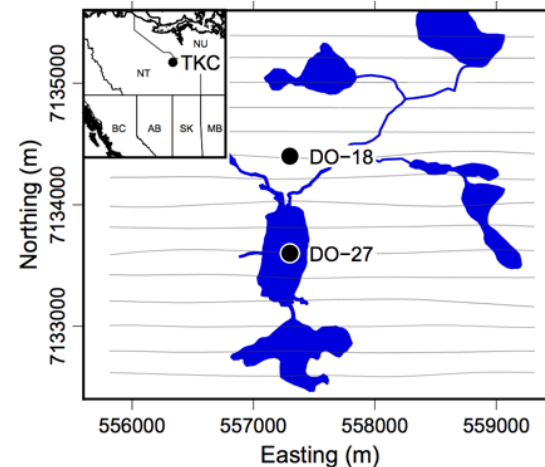 NU
TKC
NT
BC AB SK MB
7135000
7134000
7133000
Northing (m)
DO-18
DO-27
556000 557000 558000 559000
Easting (m)